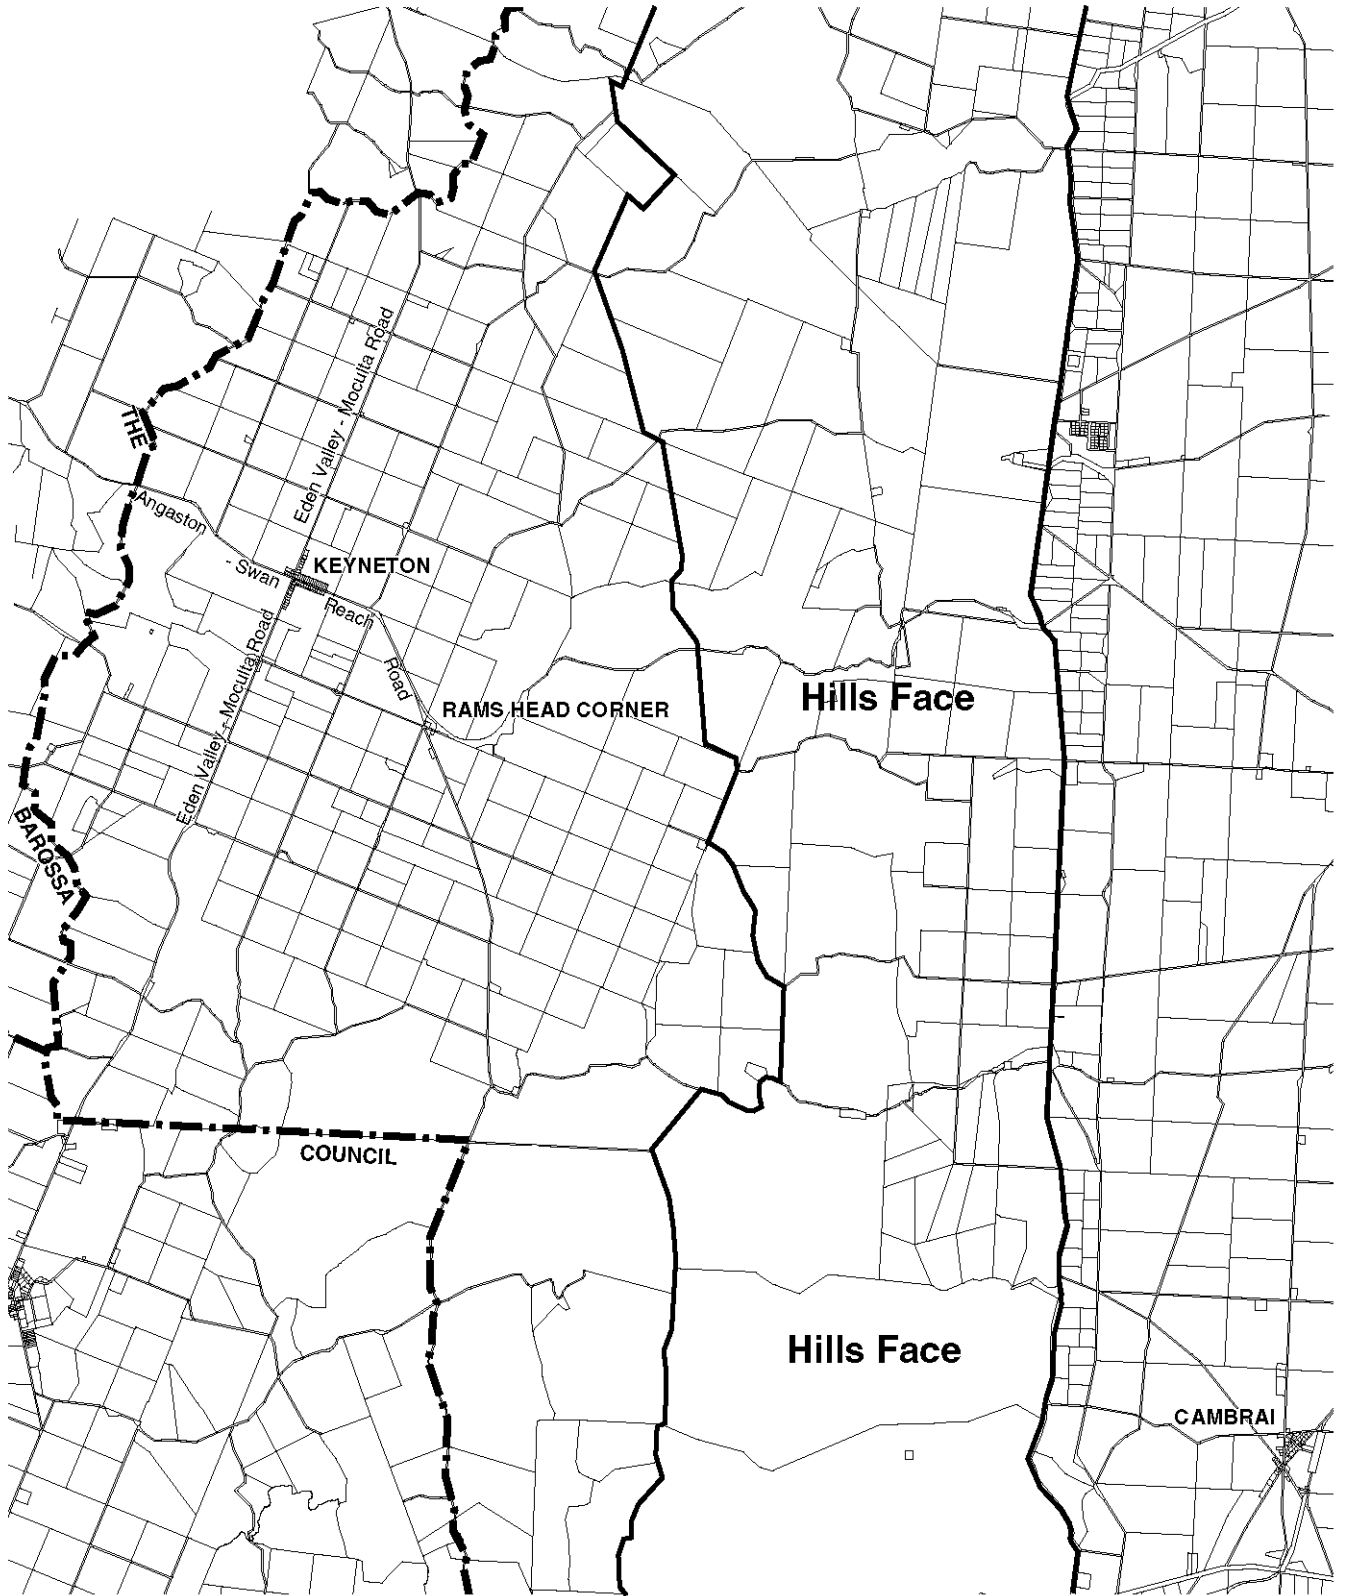 Eden Valley - Moculta Road
THE
Angaston
- Swan
KEYNETON
Reach
Road
Eden Valley - Moculta Road
Hills Face
RAMS HEAD CORNER
BAROSSA
COUNCIL
Hills Face
CAMBRAI